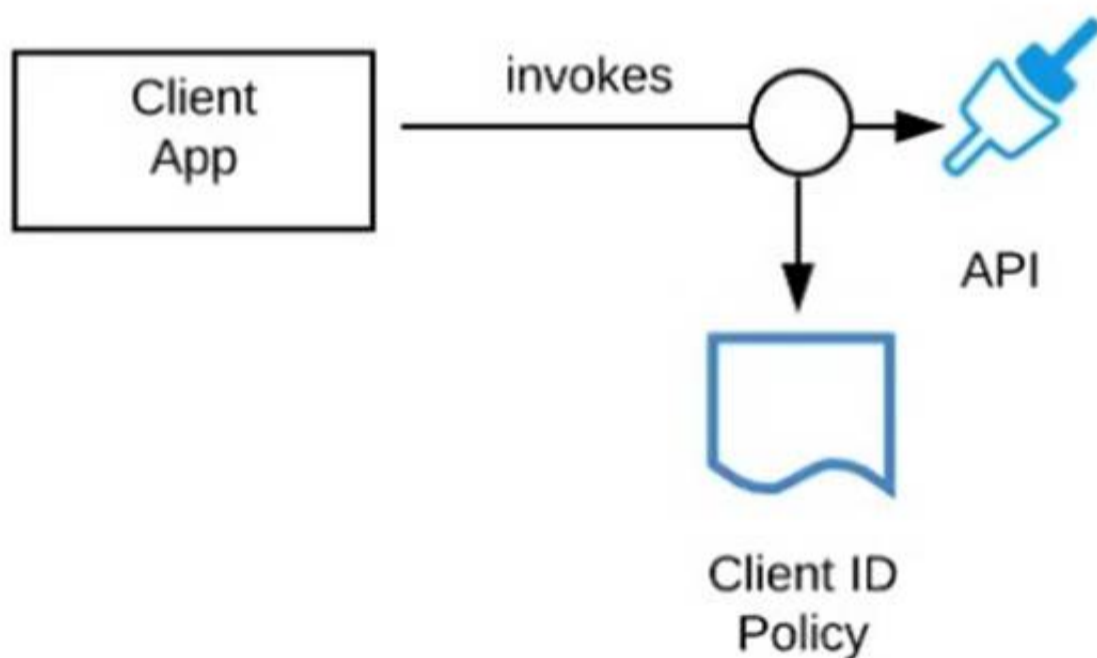 Client
App
invokes
API
Client ID
Policy